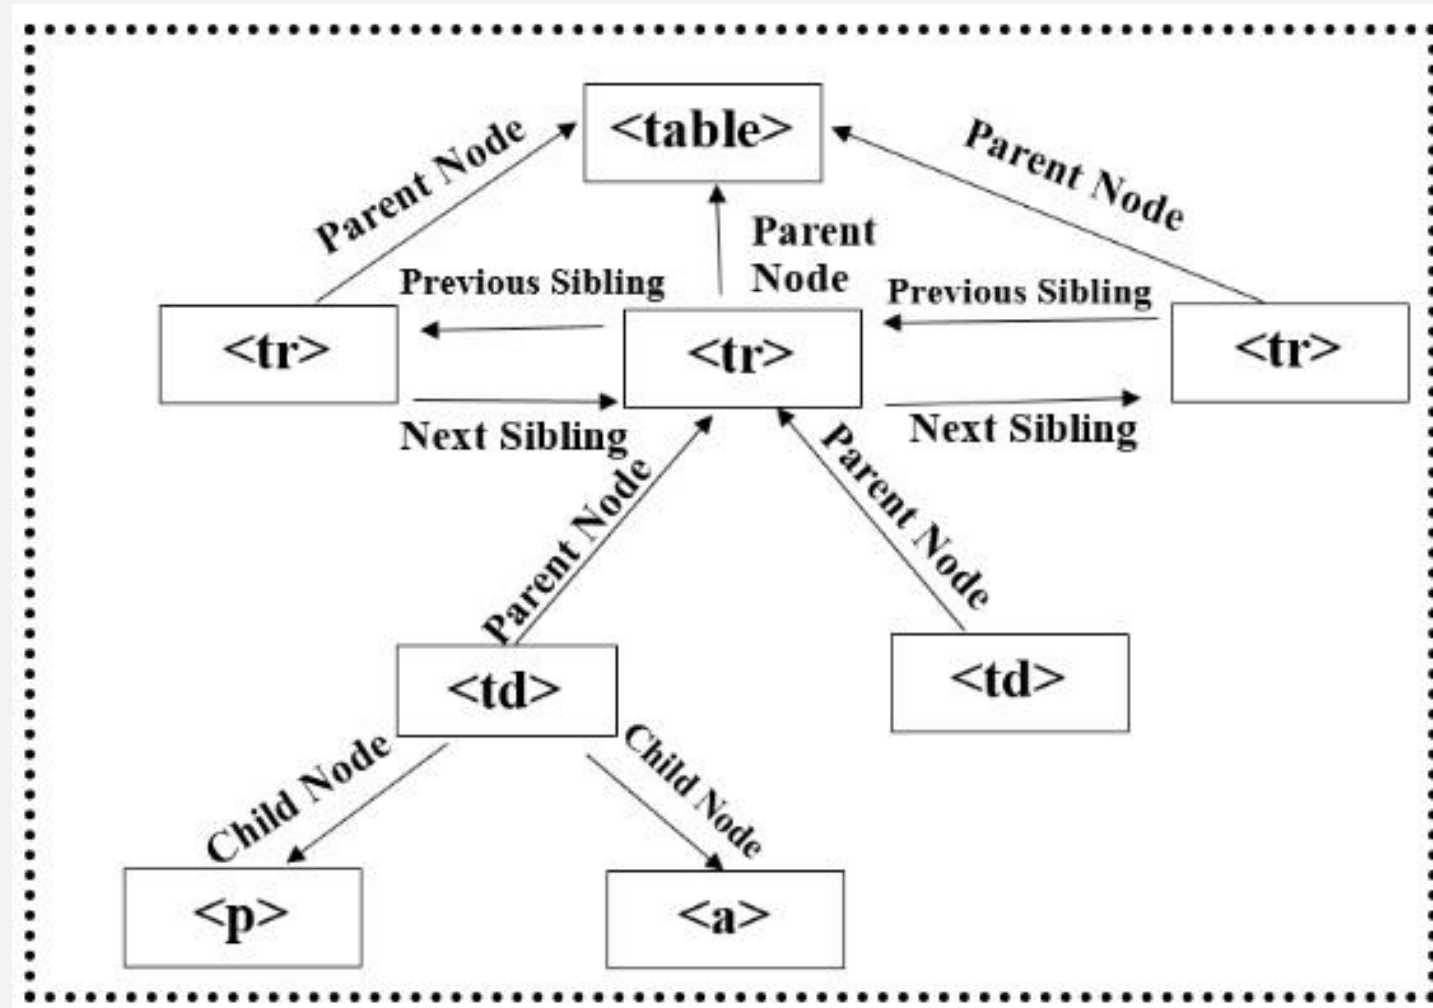 <table>
Parent Node
Parent Node
Parent
Node
Previous Sibling
Previous Sibling
<tr>
<tr>
<tr>
Next Sibling
Next Sibling
Parent Node
Parent Node
<td>
<td>
Child Node
Child Node
<p>
<a>